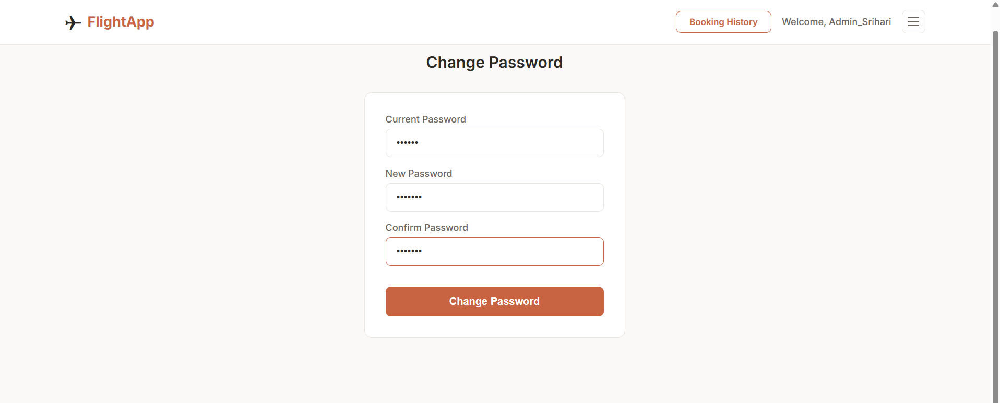 FlightApp
Booking History
Welcome, Admin_Srihari
Change Password
Current Password
••••••
New Password
•••••••
Confirm Password
•••••••
Change Password